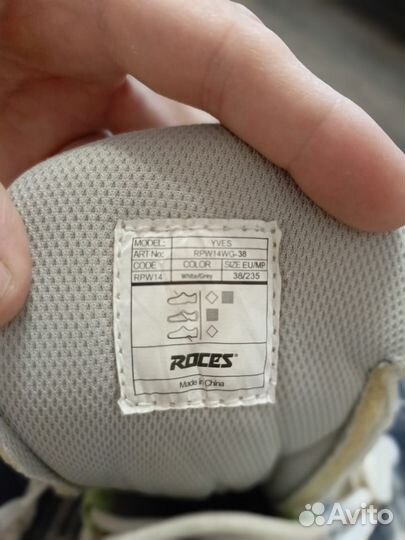 MODEL: YVES
ART No: RPW14WG-38
CODE COLOR SIZE EU/MP
RPW14 White/Grey 38/235
ROCES
Made in China
Avito